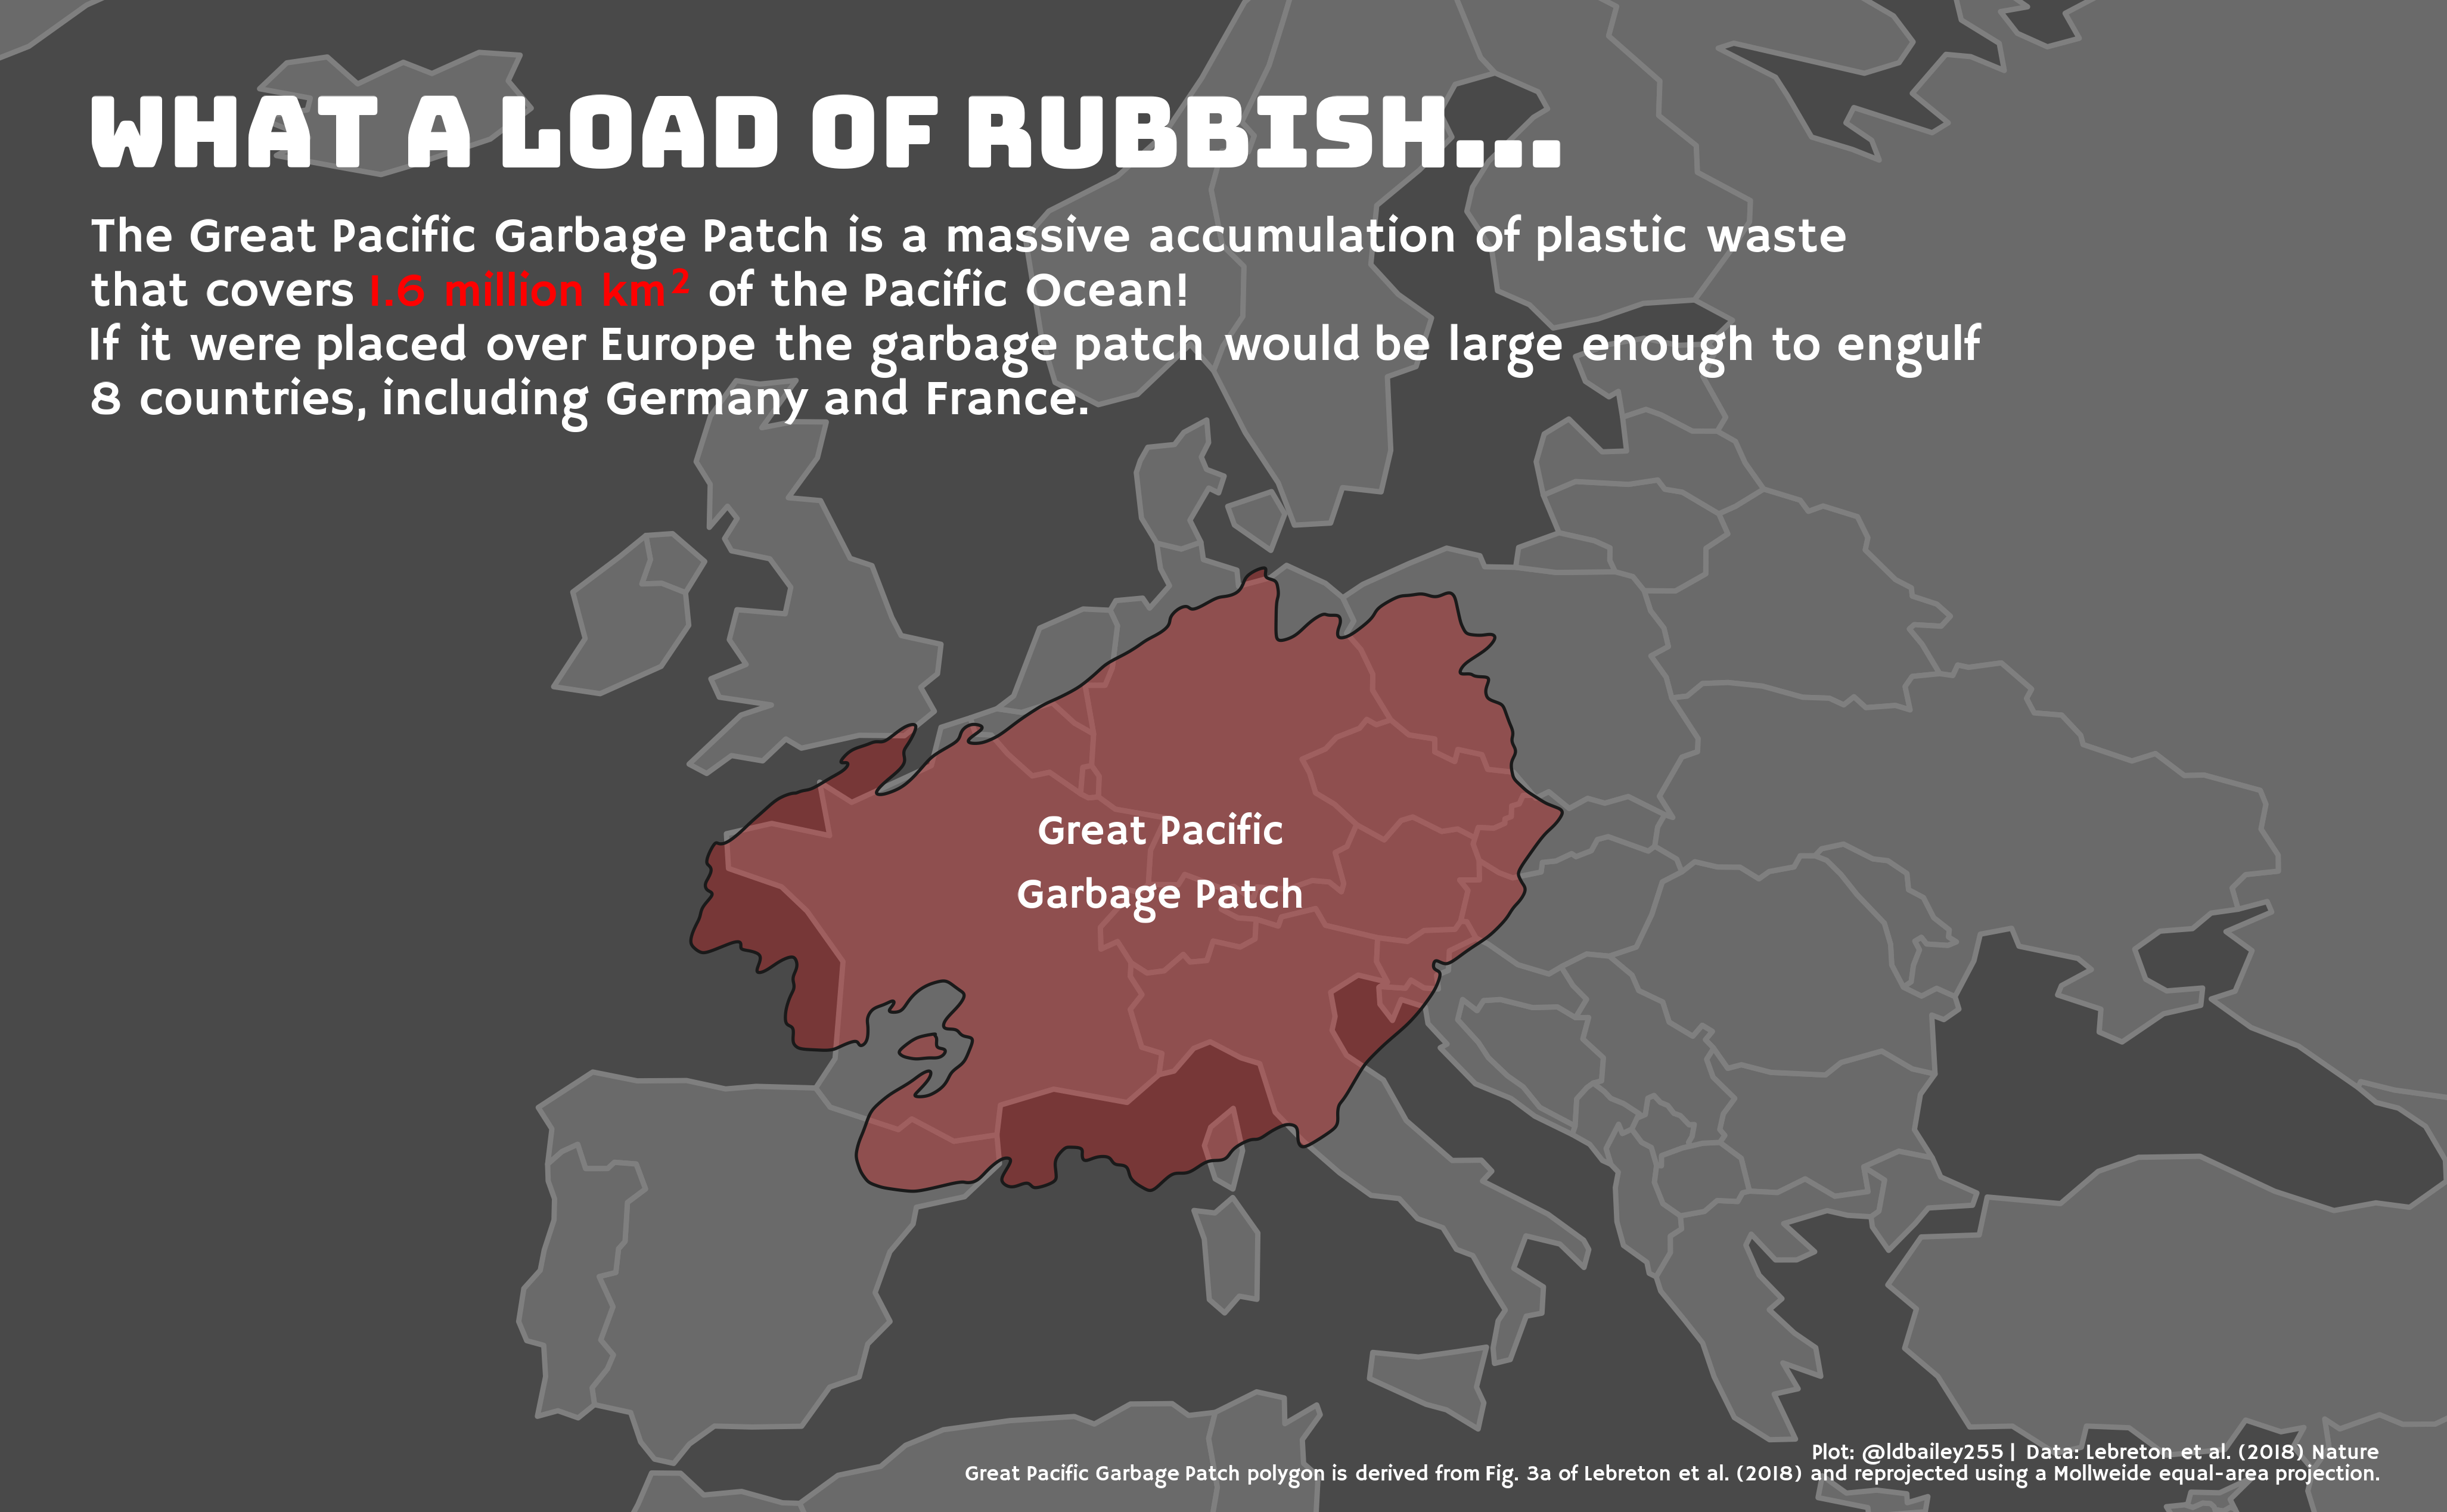 WHAT A LOAD OF RUBBISH...
The Great Pacific Garbage Patch is a massive accumulation of plastic waste
that covers 1.6 million km² of the Pacific Ocean!
If it were placed over Europe the garbage patch would be large enough to engulf
8 countries, including Germany and France.
Great Pacific
Garbage Patch
Plot: @ldbailey255 | Data: Lebreton et al. (2018) Nature
Great Pacific Garbage Patch polygon is derived from Fig. 3a of Lebreton et al. (2018) and reprojected using a Mollweide equal-area projection.